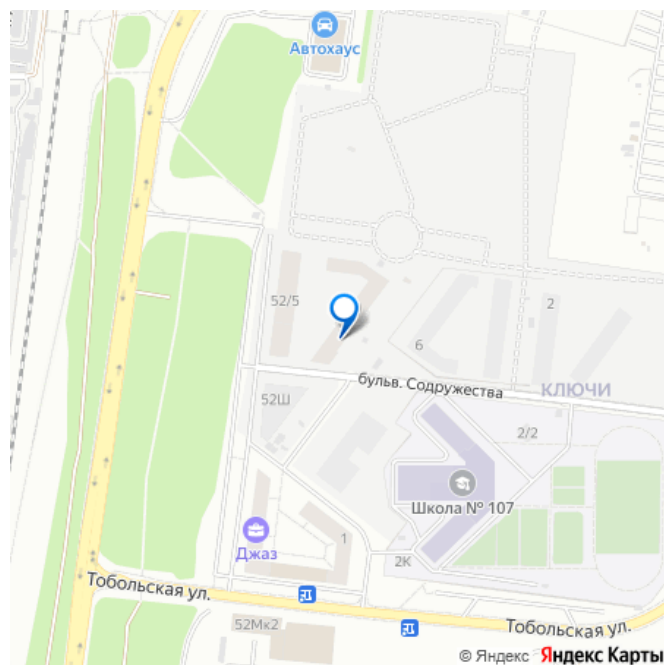 Автохаус
52/5
2
6
бульв. Содружества
КЛЮЧИ
52Ш
2/2
Школа № 107
Джаз
1
2К
Тобольская ул.
52Мк2
Тобольская ул.
© Яндекс Яндекс Карты